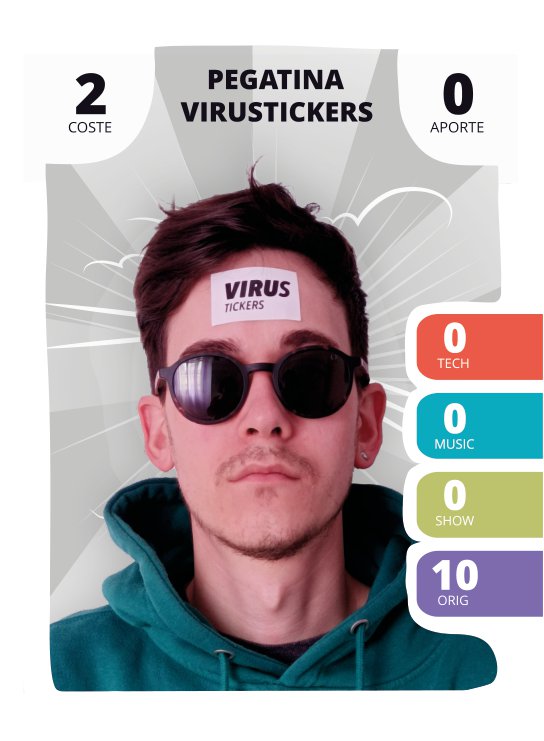 PEGATINA
VIRUSTICKERS
2
COSTE
0
APORTE
VIRUS
TICKERS
0
TECH
0
MUSIC
0
SHOW
10
ORIG